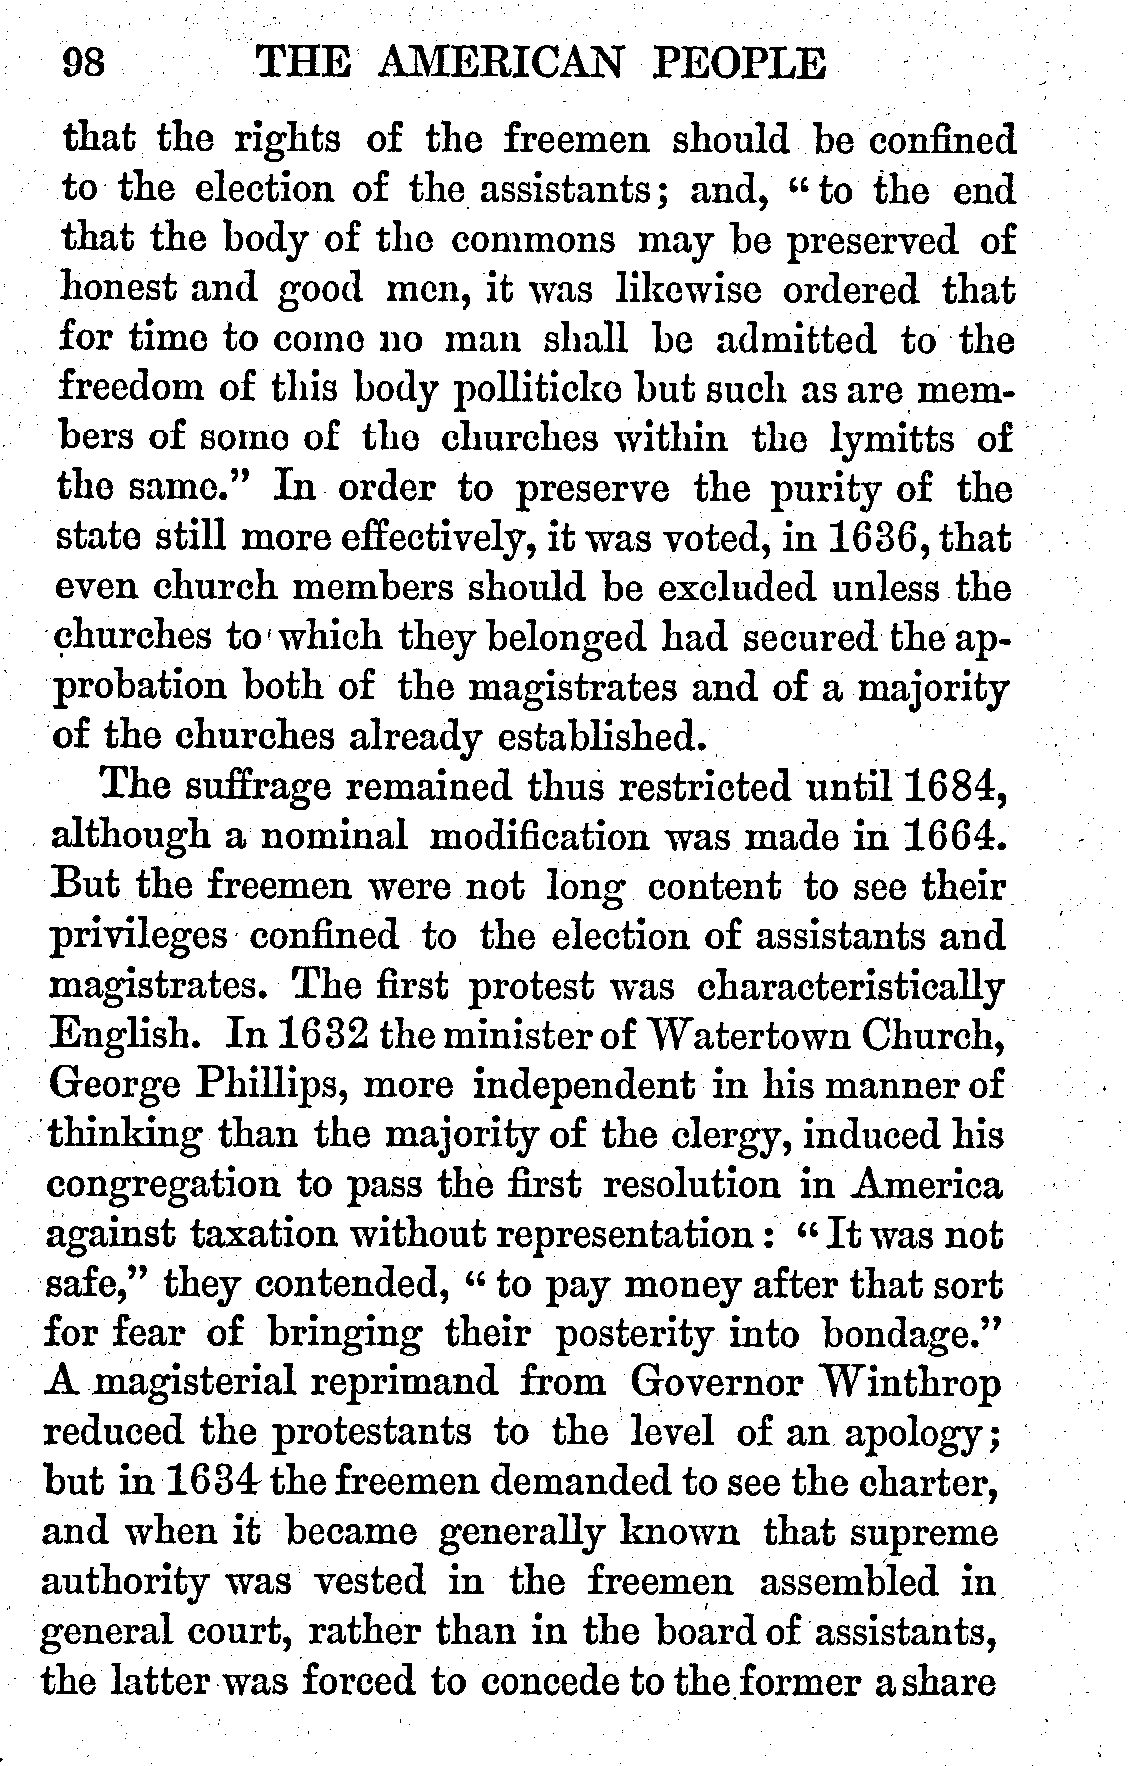 98 THE AMERICAN PEOPLE
that the rights of the freemen should be confined
to the election of the assistants; and, “to the end
that the body of the commons may be preserved of
honest and good men, it was likewise ordered that
for time to come no man shall be admitted to the
freedom of this body polliticke but such as are mem-
bers of some of the churches within the lymitts of
the same.” In order to preserve the purity of the
state still more effectively, it was voted, in 1636, that
even church members should be excluded unless the
churches to which they belonged had secured the ap-
probation both of the magistrates and of a majority
of the churches already established.
The suffrage remained thus restricted until 1684,
although a nominal modification was made in 1664.
But the freemen were not long content to see their
privileges confined to the election of assistants and
magistrates. The first protest was characteristically
English. In 1632 the minister of Watertown Church,
George Phillips, more independent in his manner of
thinking than the majority of the clergy, induced his
congregation to pass the first resolution in America
against taxation without representation: “It was not
safe,” they contended, “to pay money after that sort
for fear of bringing their posterity into bondage.”
A magisterial reprimand from Governor Winthrop
reduced the protestants to the level of an apology;
but in 1634 the freemen demanded to see the charter,
and when it became generally known that supreme
authority was vested in the freemen assembled in
general court, rather than in the board of assistants,
the latter was forced to concede to the former a share